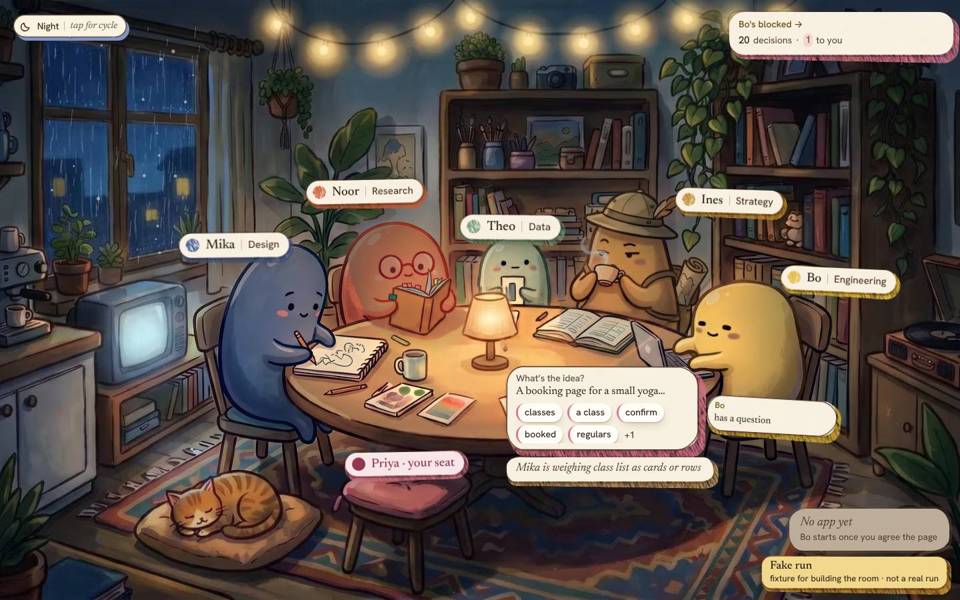 Night | tap for cycle
Bo's blocked →
20 decisions · 1 to you
Noor | Research
Ines | Strategy
Theo | Data
Mika | Design
Bo | Engineering
What's the idea?
A booking page for a small yoga...
classes a class confirm
booked regulars +1
Bo
has a question
Priya · your seat
Mika is weighing class list as cards or rows
No app yet
Bo starts once you agree the page
Fake run
fixture for building the room · not a real run